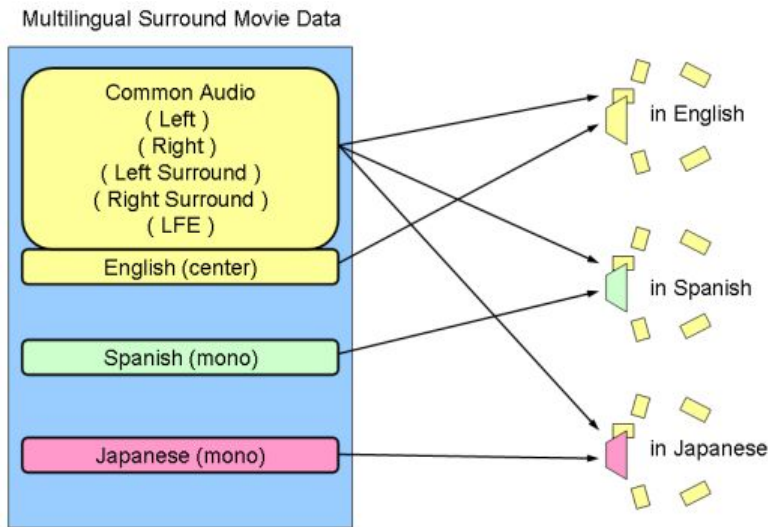 Multilingual Surround Movie Data
Common Audio
( Left )
( Right )
( Left Surround )
( Right Surround )
( LFE )
English (center)
Spanish (mono)
Japanese (mono)
in English
in Spanish
in Japanese